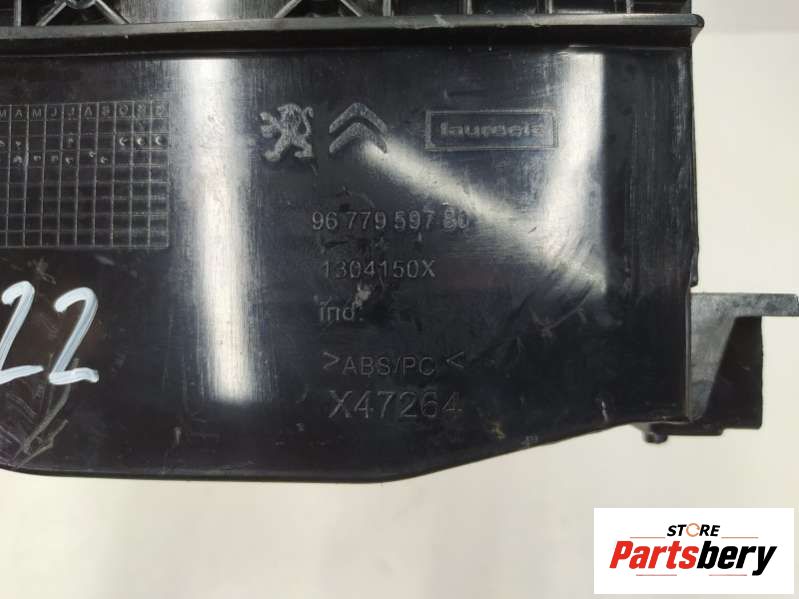 M A M J J A S O N D
faurecia
96 779 597 80
1304150X
Ind.
>ABS/PC<
X47264
22
STORE
Partsbery